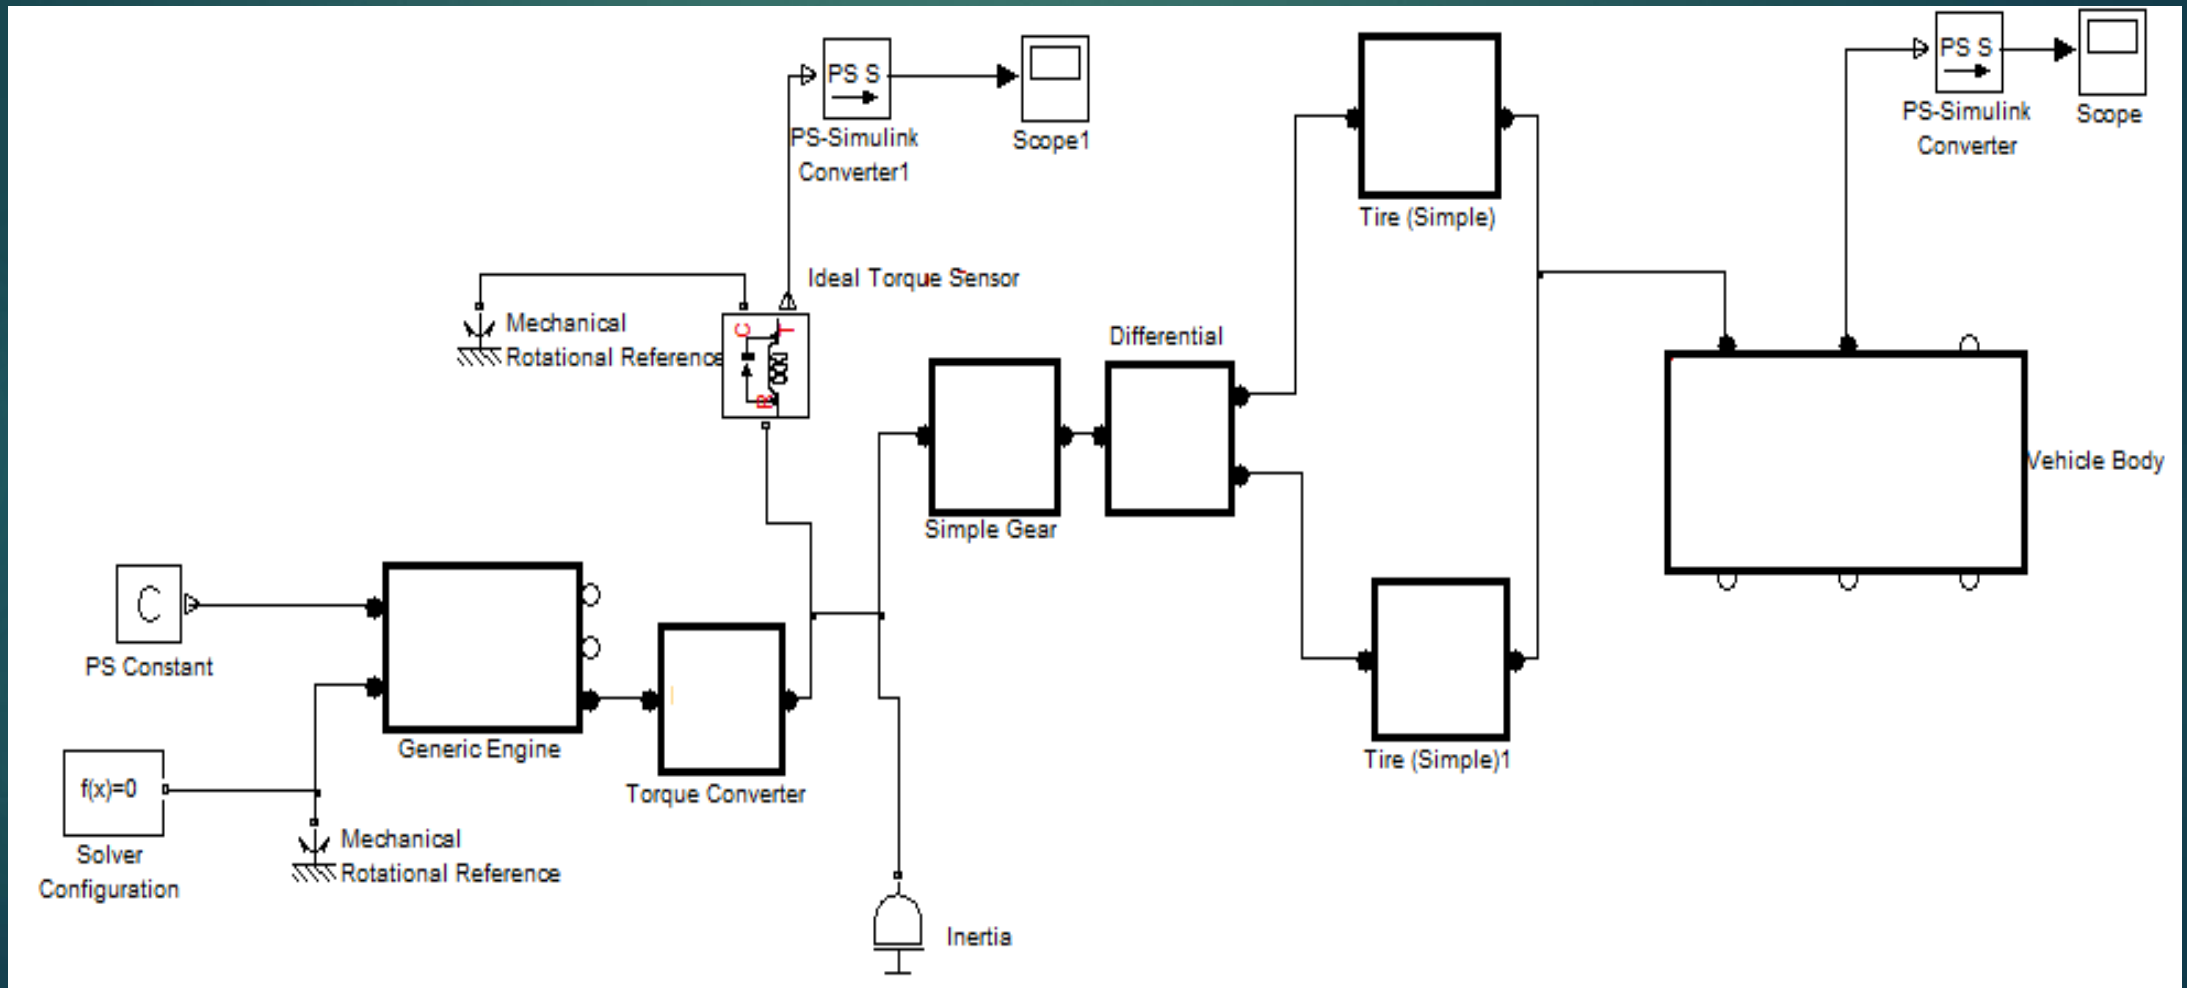 PS S
PS-Simulink
Converter1
Scope1
Tire (Simple)
PS S
PS-Simulink
Converter
Scope
Ideal Torque Sensor
Mechanical
Rotational Reference
C
T
R
Differential
Simple Gear
Vehicle Body
C
PS Constant
Generic Engine
Torque Converter
Tire (Simple)1
f(x)=0
Solver
Configuration
Mechanical
Rotational Reference
Inertia